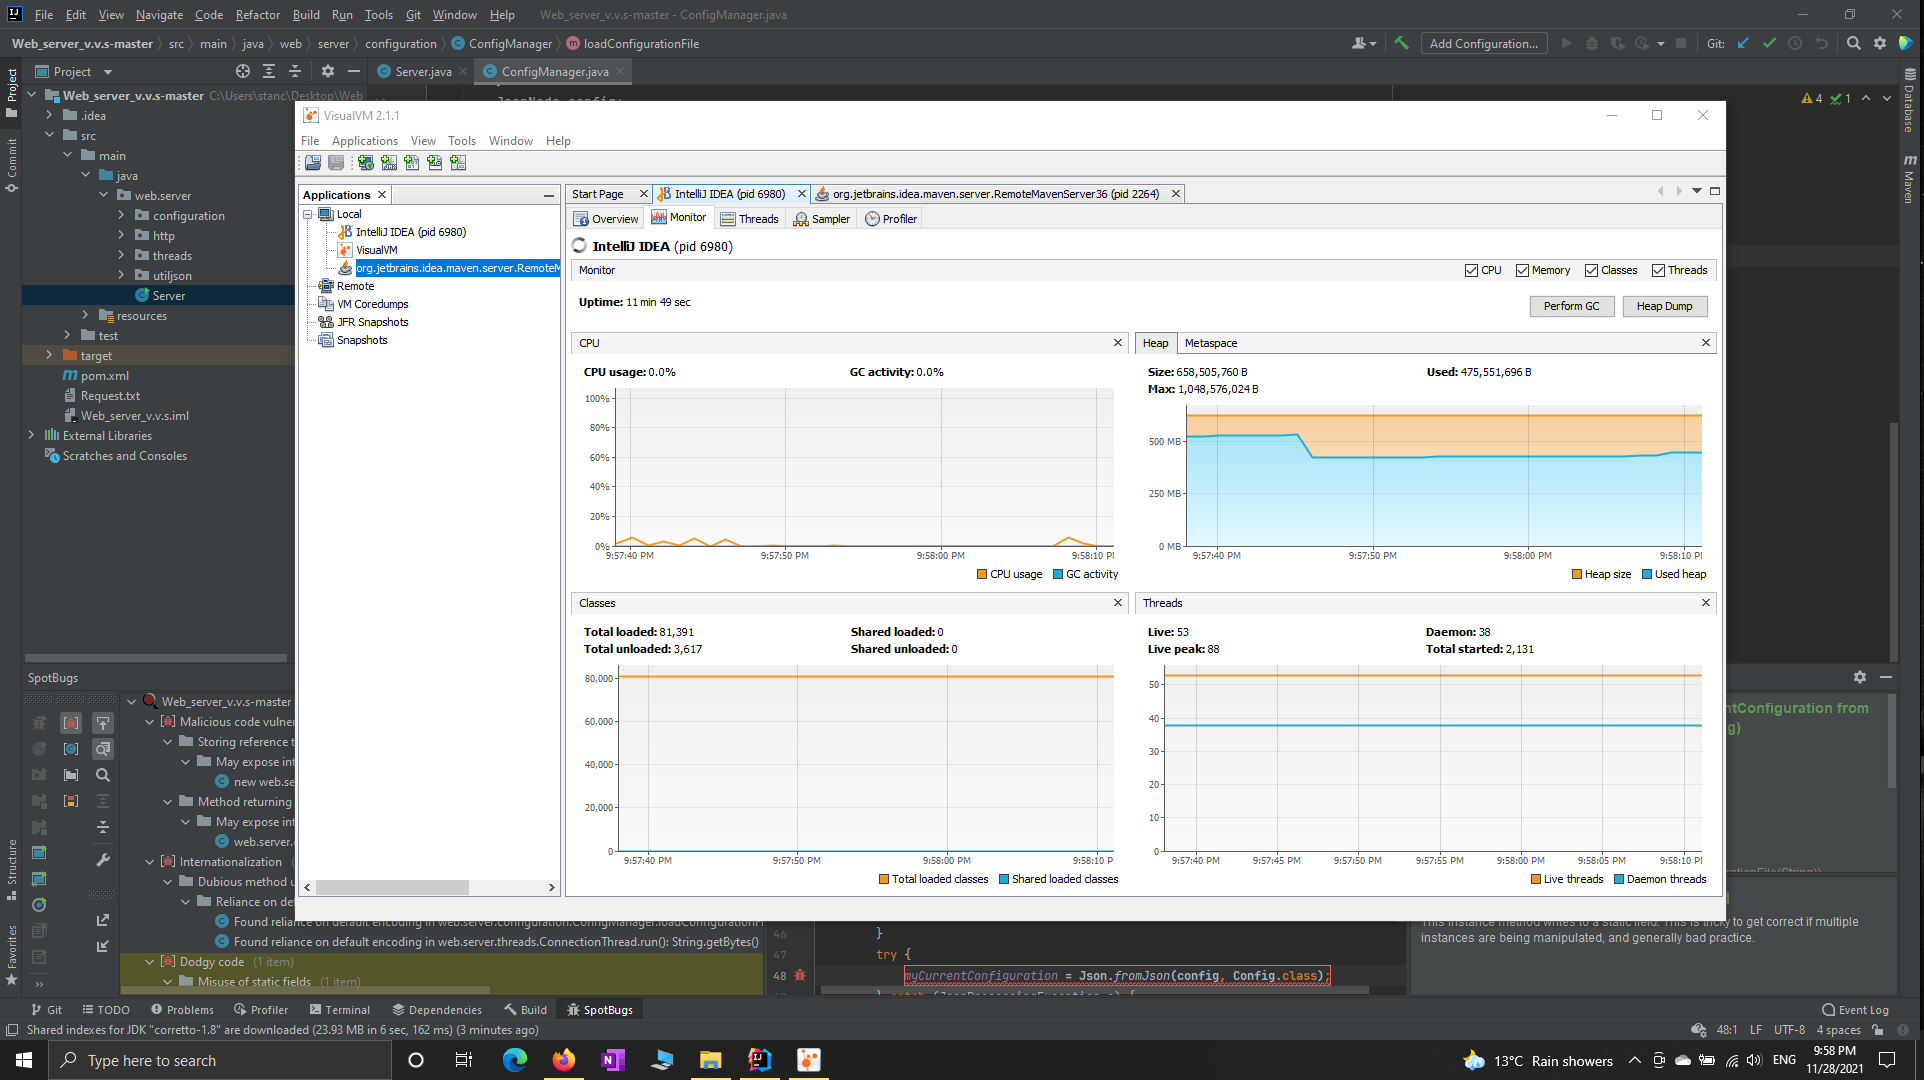 File Edit View Navigate Code Refactor Build Run Tools Git Window Help Web_server_v.v.s-master - ConfigManager.java
Web_server_v.v.s-master src main java web server configuration ConfigManager loadConfigurationFile Add Configuration... Git:
Project Server.java ConfigManager.java
Web_server_v.v.s-master C:\Users\stanc\Desktop\Web
4 1
.idea
src
main
java
web.server
configuration
http
threads
utiljson
Server
resources
test
target
pom.xml
Request.txt
Web_server_v.v.s.iml
External Libraries
Scratches and Consoles
Project
Commit
Structure
Favorites
Database
Maven
VisualVM 2.1.1
File Applications View Tools Window Help
Applications
Local
IntelliJ IDEA (pid 6980)
VisualVM
org.jetbrains.idea.maven.server.RemoteM
Remote
VM Coredumps
JFR Snapshots
Snapshots
Start Page IntelliJ IDEA (pid 6980) org.jetbrains.idea.maven.server.RemoteMavenServer36 (pid 2264)
Overview Monitor Threads Sampler Profiler
IntelliJ IDEA (pid 6980)
Monitor CPU Memory Classes Threads
Uptime: 11 min 49 sec Perform GC Heap Dump
CPU
CPU usage: 0.0% GC activity: 0.0%
100%
80%
60%
40%
20%
0%
9:57:40 PM 9:57:50 PM 9:58:00 PM 9:58:10 P
CPU usage GC activity
Heap Metaspace
Size: 658,505,760 B Used: 475,551,696 B
Max: 1,048,576,024 B
500 MB
250 MB
0 MB
9:57:40 PM 9:57:50 PM 9:58:00 PM 9:58:10 P
Heap size Used heap
Classes
Total loaded: 81,391 Shared loaded: 0
Total unloaded: 3,617 Shared unloaded: 0
80,000
60,000
40,000
20,000
0
9:57:40 PM 9:57:50 PM 9:58:00 PM 9:58:10 P
Total loaded classes Shared loaded classes
Threads
Live: 53 Daemon: 38
Live peak: 88 Total started: 2,131
50
40
30
20
10
0
9:57:40 PM 9:57:45 PM 9:57:50 PM 9:57:55 PM 9:58:00 PM 9:58:05 PM 9:58:10 P
Live threads Daemon threads
SpotBugs
Web_server_v.v.s-master
Malicious code vulner
Storing reference t
May expose int
new web.se
Method returning
May expose int
web.server.
Internationalization
Dubious method u
Reliance on de
Found reliance on default encoding in web.server.configuration.ConfigManager.loadConfigurationF
Found reliance on default encoding in web.server.threads.ConnectionThread.run(): String.getBytes()
Dodgy code (1 item)
Misuse of static fields (1 item)
46 }
47 try {
48 myCurrentConfiguration = Json.fromJson(config, Config.class);
ntConfiguration from
g)
This instance method writes to a static field. This is tricky to get correct if multiple
instances are being manipulated, and generally bad practice.
Git TODO Problems Profiler Terminal Dependencies Build SpotBugs Event Log
Shared indexes for JDK "corretto-1.8" are downloaded (23.93 MB in 6 sec, 162 ms) (3 minutes ago) 48:1 LF UTF-8 4 spaces
Type here to search 13°C Rain showers ENG 9:58 PM
11/28/2021